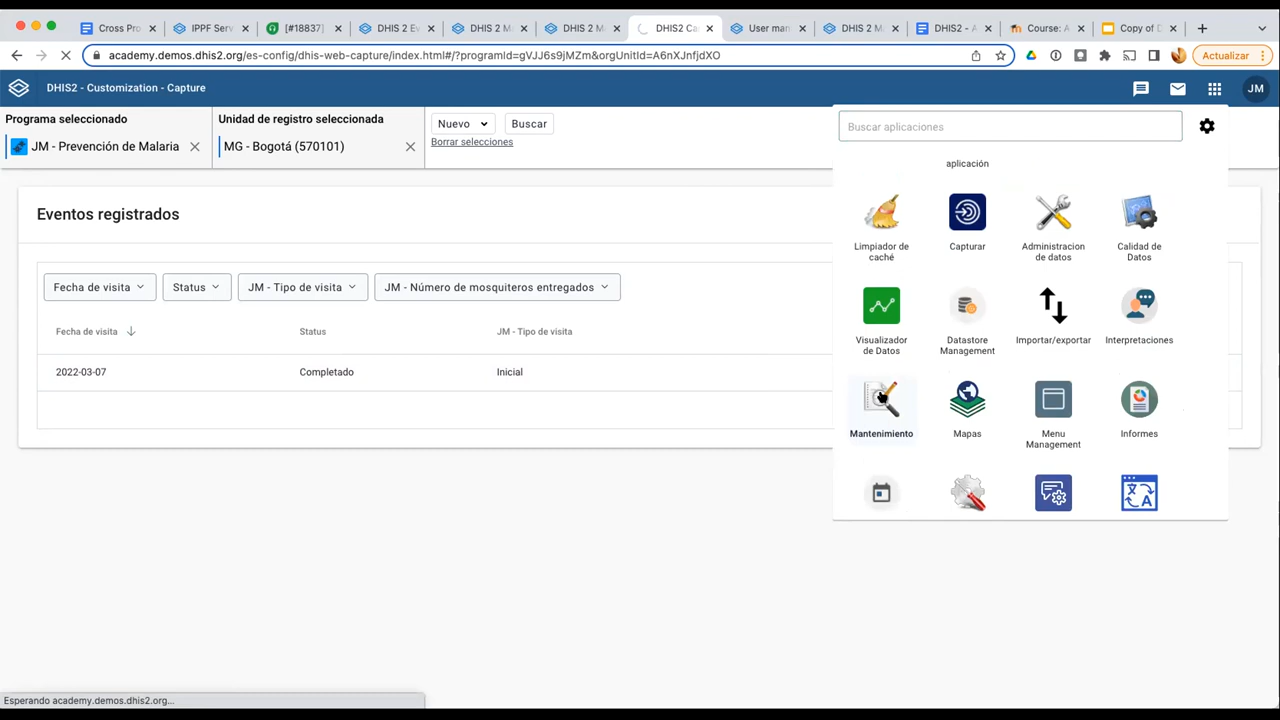 Cross Pro
IPPF Serv
[#18837]
DHIS 2 Ev
DHIS 2 Ma
DHIS 2 Ma
DHIS2 Ca
User man
DHIS 2 Ma
DHIS2 - A
Course: A
Copy of D
academy.demos.dhis2.org/es-config/dhis-web-capture/index.html#/?programId=gVJJ6s9jMZm&orgUnitId=A6nXJnfjdXO
Actualizar
DHIS2 - Customization - Capture
JM
Programa seleccionado
JM - Prevención de Malaria
Unidad de registro seleccionada
MG - Bogotá (570101)
Nuevo
Buscar
Borrar selecciones
Buscar aplicaciones
aplicación
Limpiador de
caché
Capturar
Administracion
de datos
Calidad de
Datos
Visualizador
de Datos
Datastore
Management
Importar/exportar
Interpretaciones
Mantenimiento
Mapas
Menu
Management
Informes
Eventos registrados
Fecha de visita
Status
JM - Tipo de visita
JM - Número de mosquiteros entregados
Fecha de visita
Status
JM - Tipo de visita
2022-03-07
Completado
Inicial
Esperando academy.demos.dhis2.org...